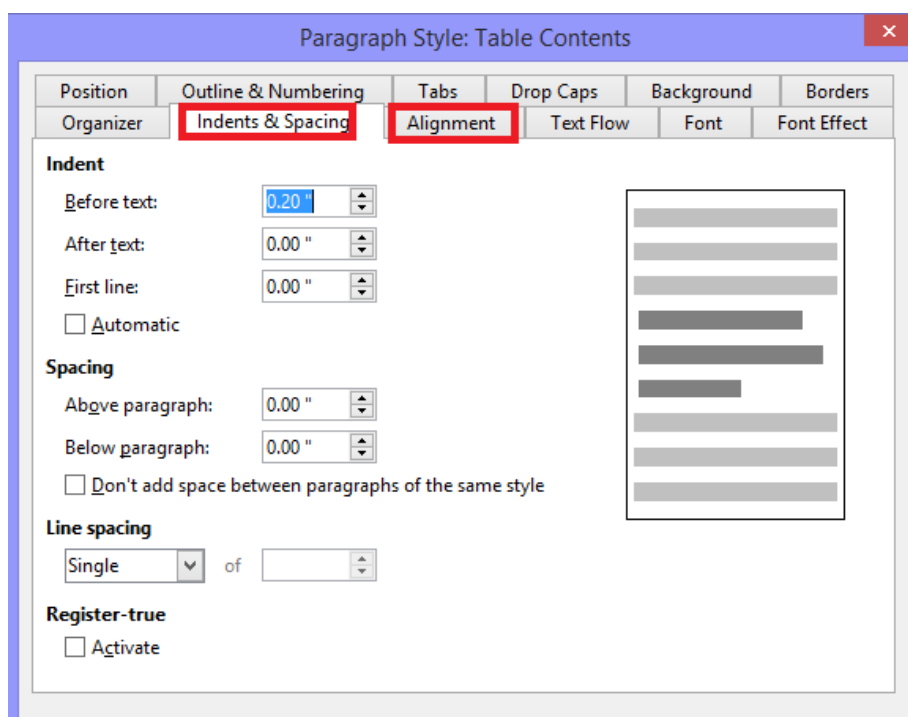 Paragraph Style: Table Contents
Position Outline & Numbering Tabs Drop Caps Background Borders
Organizer Indents & Spacing Alignment Text Flow Font Font Effect
Indent
Before text: 0.20 "
After text: 0.00 "
First line: 0.00 "
Automatic
Spacing
Above paragraph: 0.00 "
Below paragraph: 0.00 "
Don't add space between paragraphs of the same style
Line spacing
Single of
Register-true
Activate